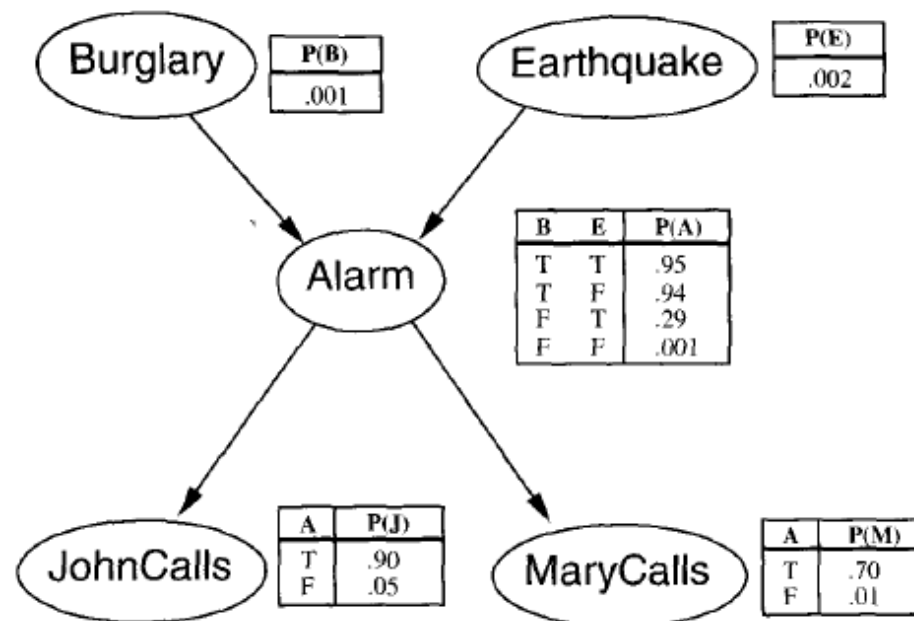 Burglary
P(B)
.001
Earthquake
P(E)
.002
Alarm
B E P(A)
T T .95
T F .94
F T .29
F F .001
JohnCalls
A P(J)
T .90
F .05
MaryCalls
A P(M)
T .70
F .01